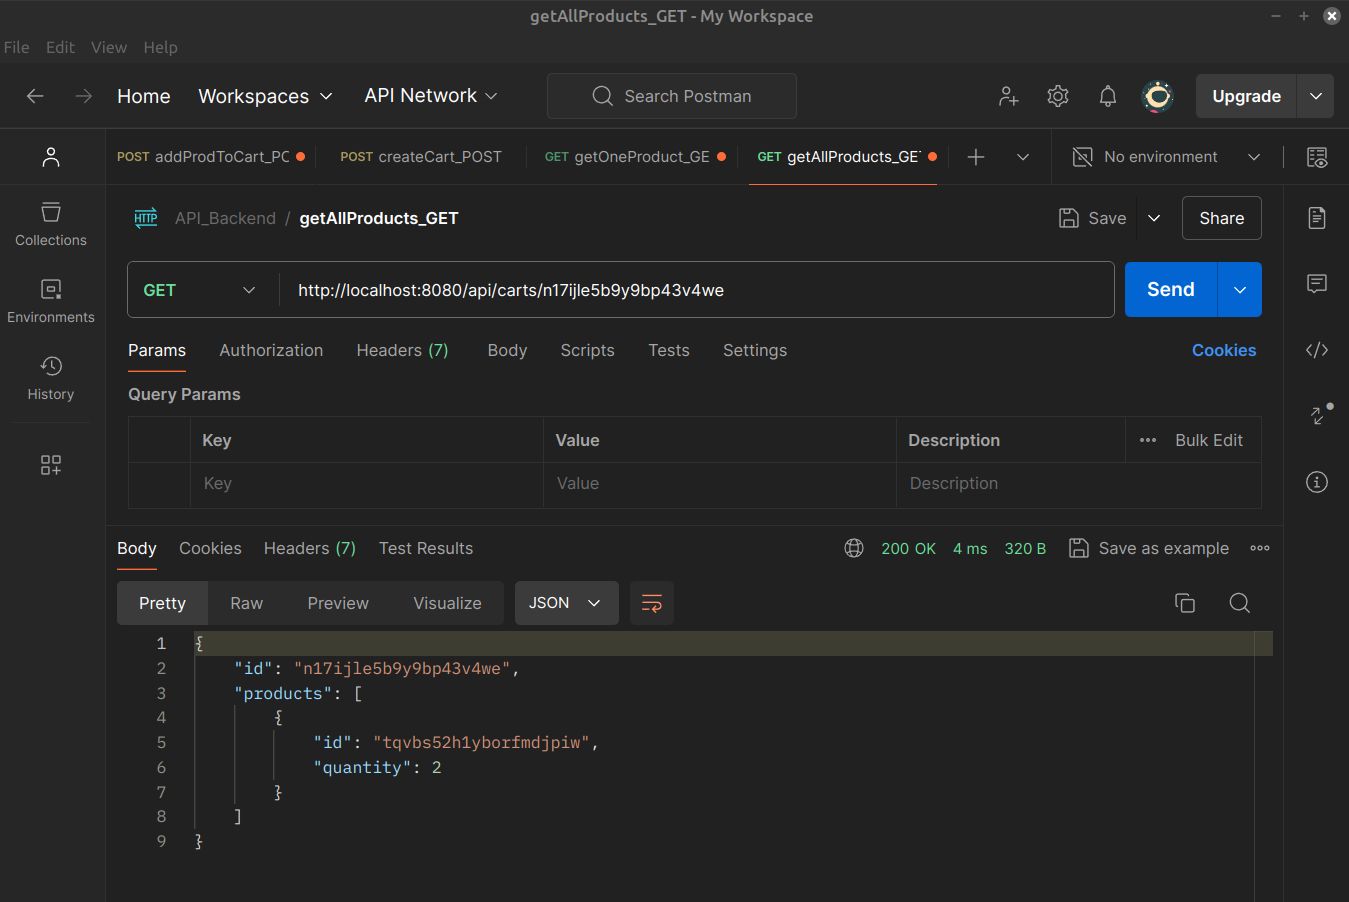 getAllProducts_GET - My Workspace
File Edit View Help
Home Workspaces API Network Search Postman Upgrade
POST addProdToCart_PO POST createCart_POST GET getOneProduct_GE GET getAllProducts_GET No environment
HTTP API_Backend / getAllProducts_GET Save Share
Collections
Environments
History
GET http://localhost:8080/api/carts/n17ijle5b9y9bp43v4we Send
Params Authorization Headers (7) Body Scripts Tests Settings Cookies
Query Params
Key Value Description Bulk Edit
Key Value Description
Body Cookies Headers (7) Test Results 200 OK 4 ms 320 B Save as example
Pretty Raw Preview Visualize JSON
1 {
2 "id": "n17ijle5b9y9bp43v4we",
3 "products": [
4 {
5 "id": "tqvbs52h1yborfmdjpiw",
6 "quantity": 2
7 }
8 ]
9 }